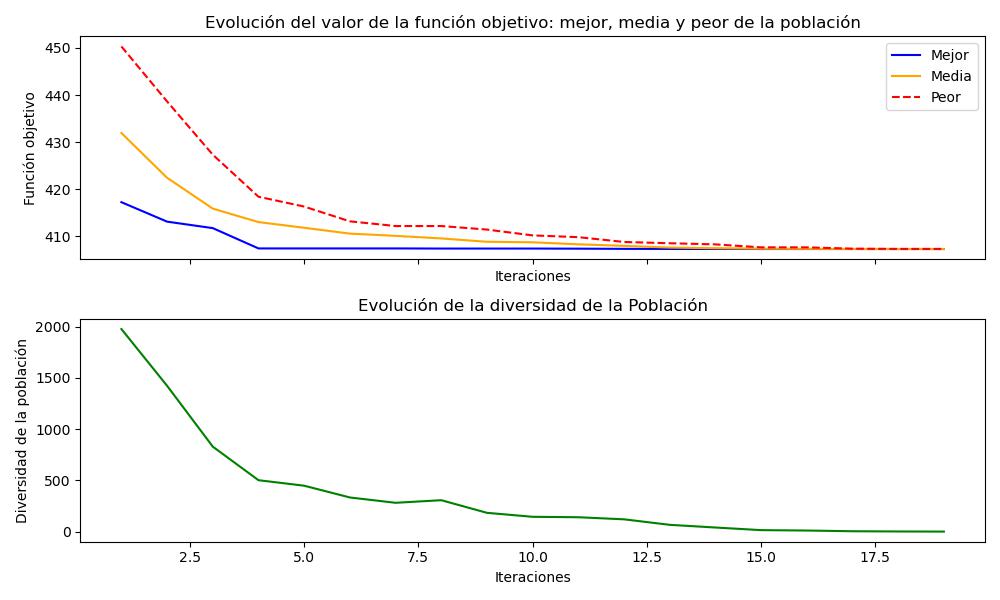 Evolución del valor de la función objetivo: mejor, media y peor de la población
Función objetivo
450
440
430
420
410
Mejor
Media
Peor
Iteraciones
Evolución de la diversidad de la Población
Diversidad de la población
2000
1500
1000
500
0
2.5 5.0 7.5 10.0 12.5 15.0 17.5
Iteraciones